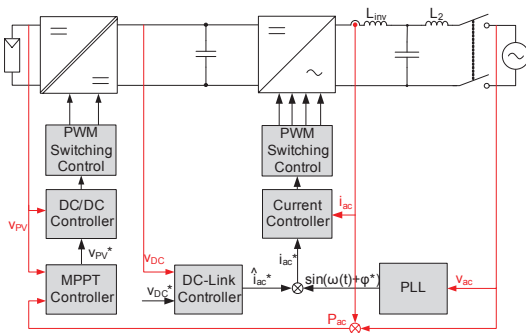 L_inv
L_2
PWM
Switching
Control
PWM
Switching
Control
DC/DC
Controller
Current
Controller
i_ac
v_PV
v_PV*
v_DC
i_ac*
MPPT
Controller
v_DC*
DC-Link
Controller
î_ac*
sin(ω(t)+φ*)
PLL
v_ac
P_ac